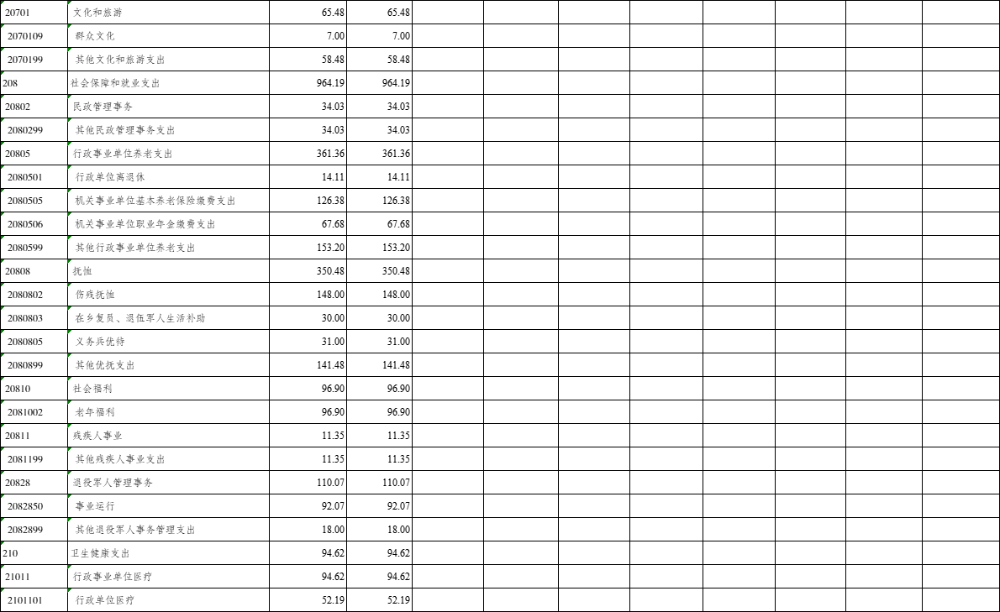 20701 文化和旅游 65.48 65.48
2070109 群众文化 7.00 7.00
2070199 其他文化和旅游支出 58.48 58.48
208 社会保障和就业支出 964.19 964.19
20802 民政管理事务 34.03 34.03
2080299 其他民政管理事务支出 34.03 34.03
20805 行政事业单位养老支出 361.36 361.36
2080501 行政单位离退休 14.11 14.11
2080505 机关事业单位基本养老保险缴费支出 126.38 126.38
2080506 机关事业单位职业年金缴费支出 67.68 67.68
2080599 其他行政事业单位养老支出 153.20 153.20
20808 抚恤 350.48 350.48
2080802 伤残抚恤 148.00 148.00
2080803 在乡复员、退伍军人生活补助 30.00 30.00
2080805 义务兵优待 31.00 31.00
2080899 其他优抚支出 141.48 141.48
20810 社会福利 96.90 96.90
2081002 老年福利 96.90 96.90
20811 残疾人事业 11.35 11.35
2081199 其他残疾人事业支出 11.35 11.35
20828 退役军人管理事务 110.07 110.07
2082850 事业运行 92.07 92.07
2082899 其他退役军人事务管理支出 18.00 18.00
210 卫生健康支出 94.62 94.62
21011 行政事业单位医疗 94.62 94.62
2101101 行政单位医疗 52.19 52.19